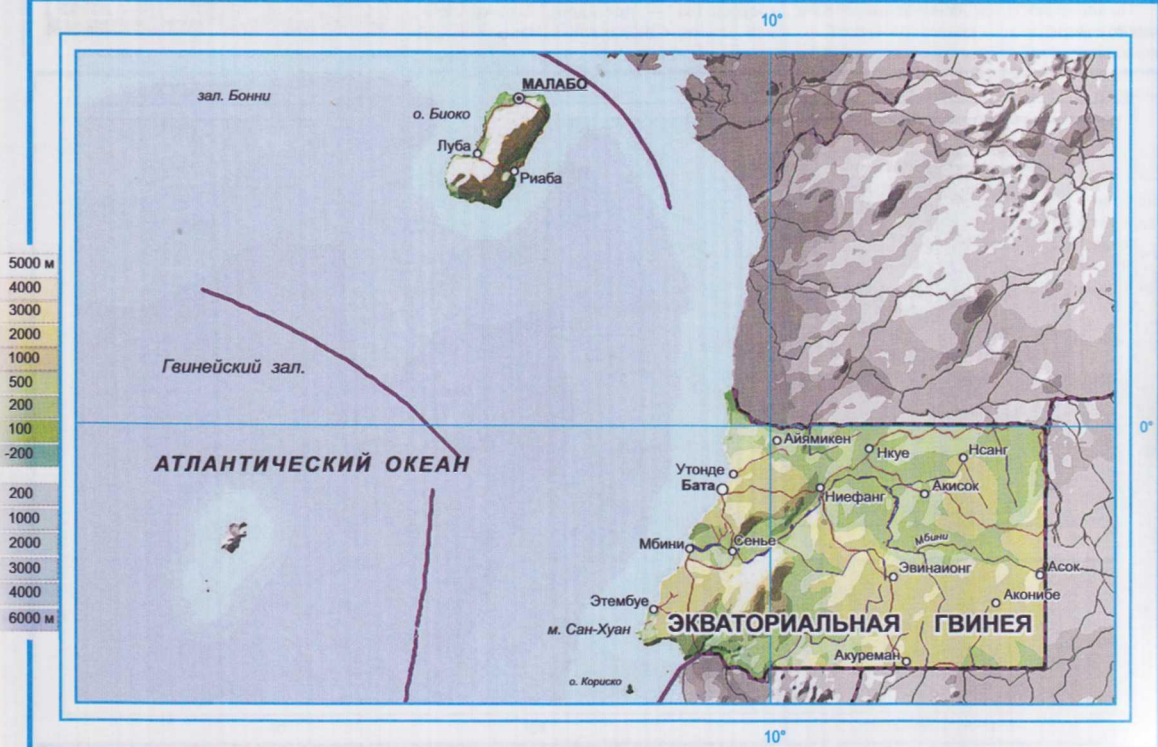 10°
зал. Бонни
МАЛАБО
о. Биоко
Луба
Риаба
5000 м
4000
3000
2000
1000
500
200
100
-200
200
1000
2000
3000
4000
6000 м
Гвинейский зал.
0°
АТЛАНТИЧЕСКИЙ ОКЕАН
Айямикен
Нкуе
Нсанг
Утонде
Бата
Акисок
Ниефанг
Мбини
Сенье
Мбини
Эвинаионг
Асок
Аконибе
Этембуе
ЭКВАТОРИАЛЬНАЯ ГВИНЕЯ
м. Сан-Хуан
Акуреман
о. Кориско
10°